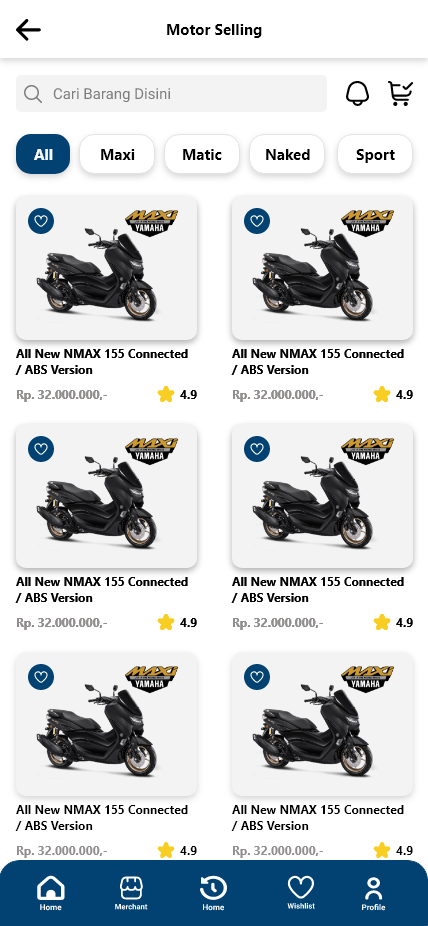 Motor Selling
Cari Barang Disini
All Maxi Matic Naked Sport
MAXI
YAMAHA
MAXI
YAMAHA
All New NMAX 155 Connected
/ ABS Version
Rp. 32.000.000,- 4.9
All New NMAX 155 Connected
/ ABS Version
Rp. 32.000.000,- 4.9
MAXI
YAMAHA
MAXI
YAMAHA
All New NMAX 155 Connected
/ ABS Version
Rp. 32.000.000,- 4.9
All New NMAX 155 Connected
/ ABS Version
Rp. 32.000.000,- 4.9
MAXI
YAMAHA
MAXI
YAMAHA
All New NMAX 155 Connected
/ ABS Version
Rp. 32.000.000,- 4.9
All New NMAX 155 Connected
/ ABS Version
Rp. 32.000.000,- 4.9
Home Merchant Home Wishlist Profile